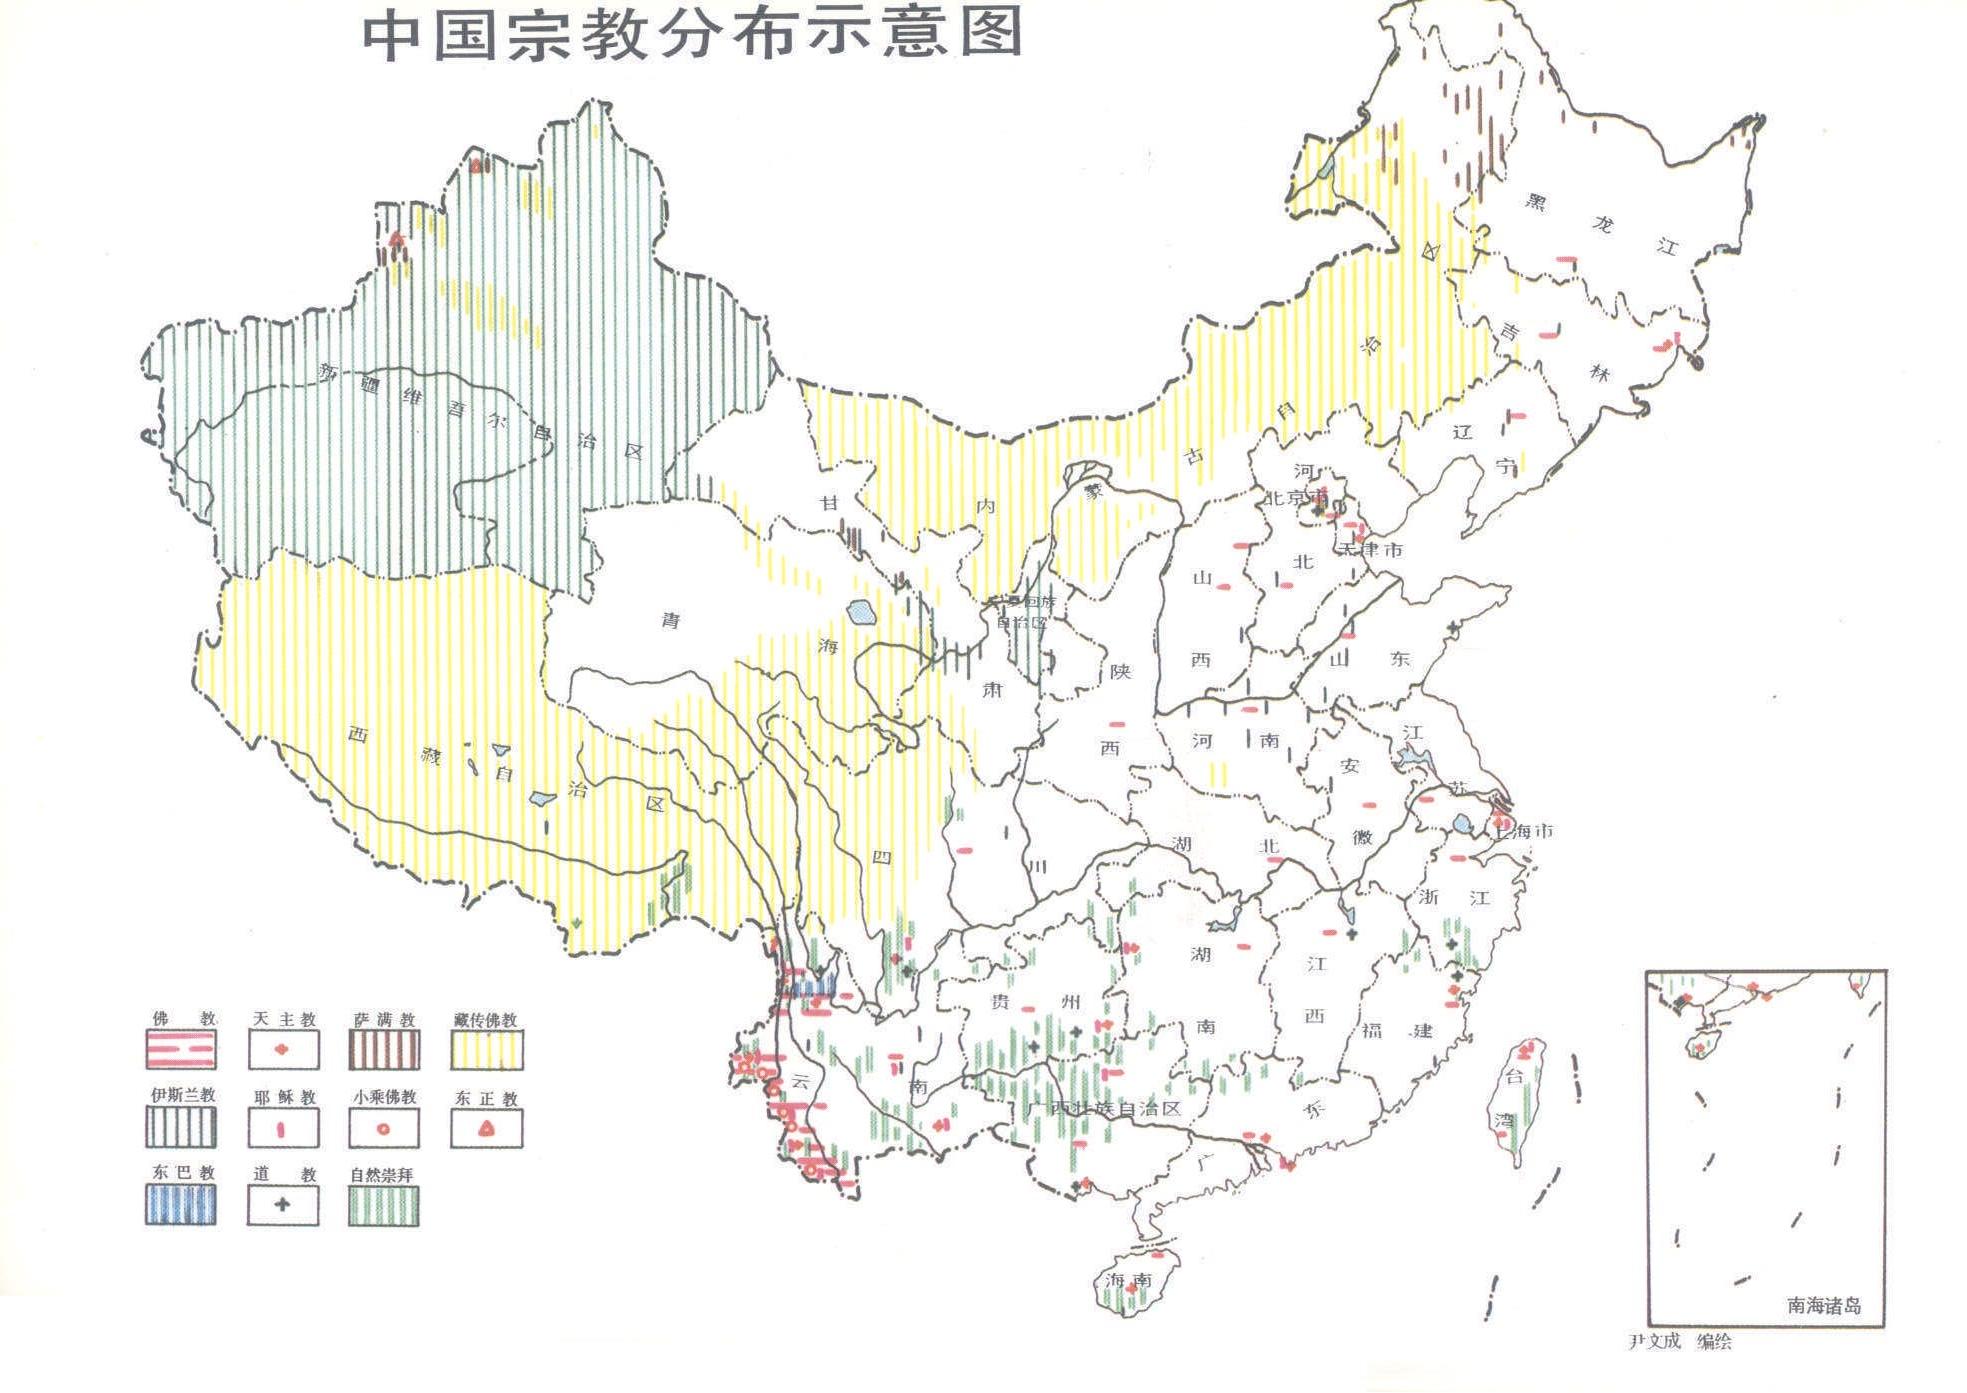 中国宗教分布示意图
黑龙江
吉林
辽宁
内蒙古自治区
新疆维吾尔自治区
甘肃
青海
宁夏回族
自治区
北京市
天津市
河北
山西
山东
陕西
河南
江苏
安徽
上海市
西藏自治区
四川
湖北
浙江
湖南
江西
福建
贵州
云南
广西壮族自治区
广东
台湾
海南
佛教 天主教 萨满教 藏传佛教
伊斯兰教 耶稣教 小乘佛教 东正教
东巴教 道教 自然崇拜
南海诸岛
尹文成 编绘